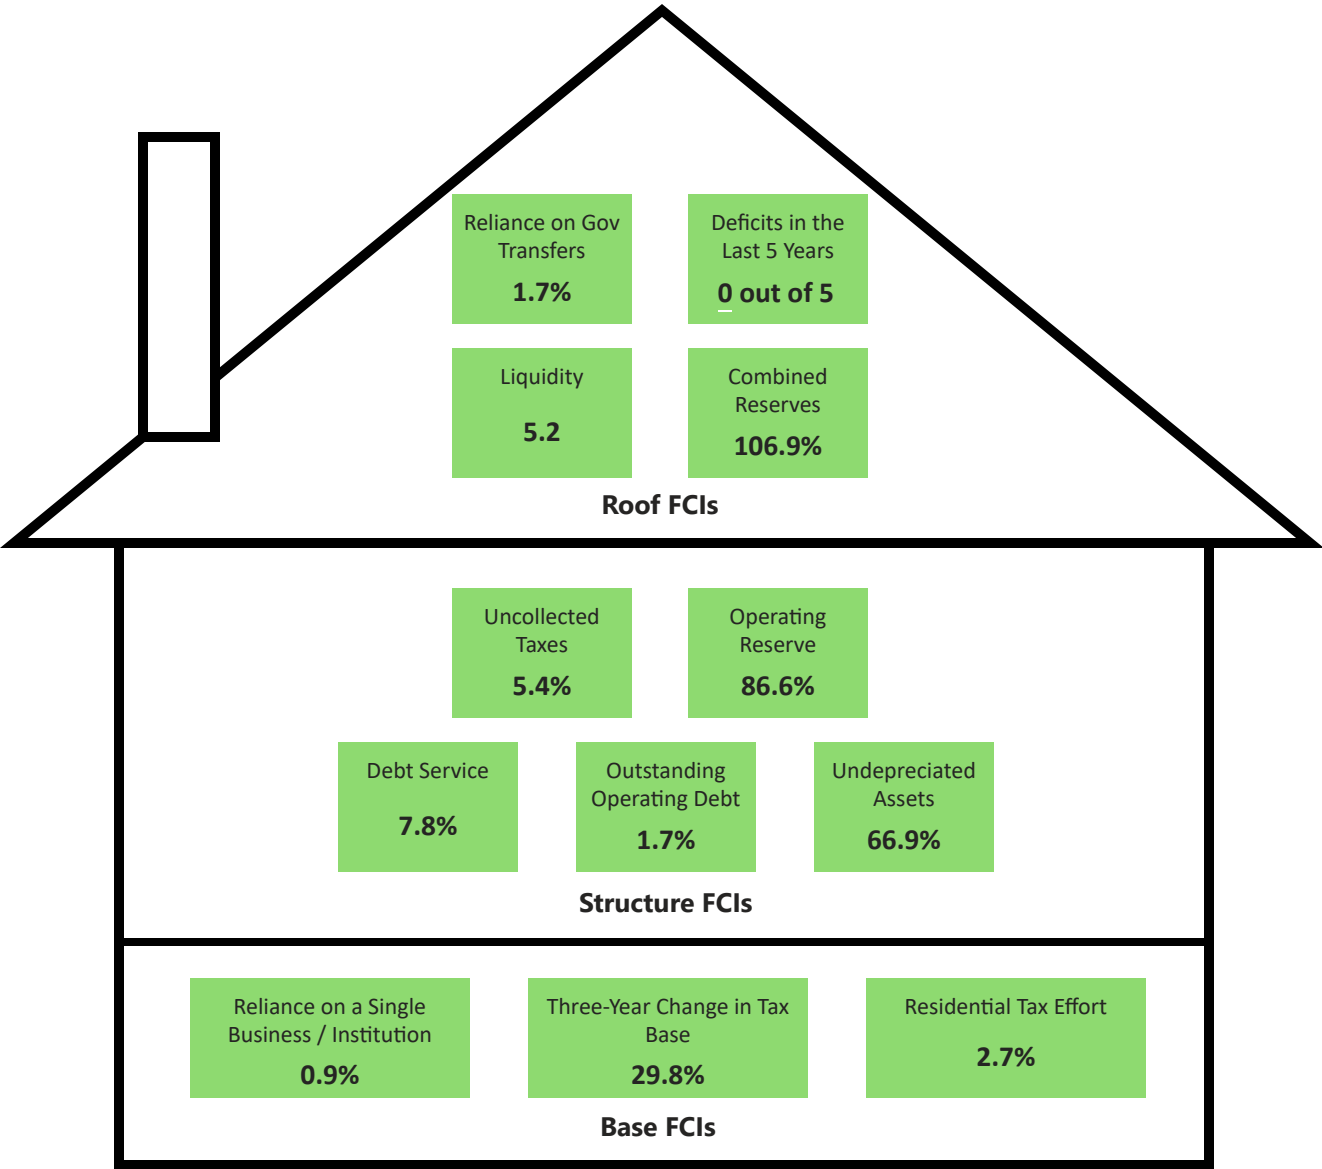 Reliance on Gov
Transfers
1.7%
Deficits in the
Last 5 Years
0 out of 5
Liquidity
5.2
Combined
Reserves
106.9%
Roof FCIs
Uncollected
Taxes
5.4%
Operating
Reserve
86.6%
Debt Service
7.8%
Outstanding
Operating Debt
1.7%
Undepreciated
Assets
66.9%
Structure FCIs
Reliance on a Single
Business / Institution
0.9%
Three-Year Change in Tax
Base
29.8%
Residential Tax Effort
2.7%
Base FCIs